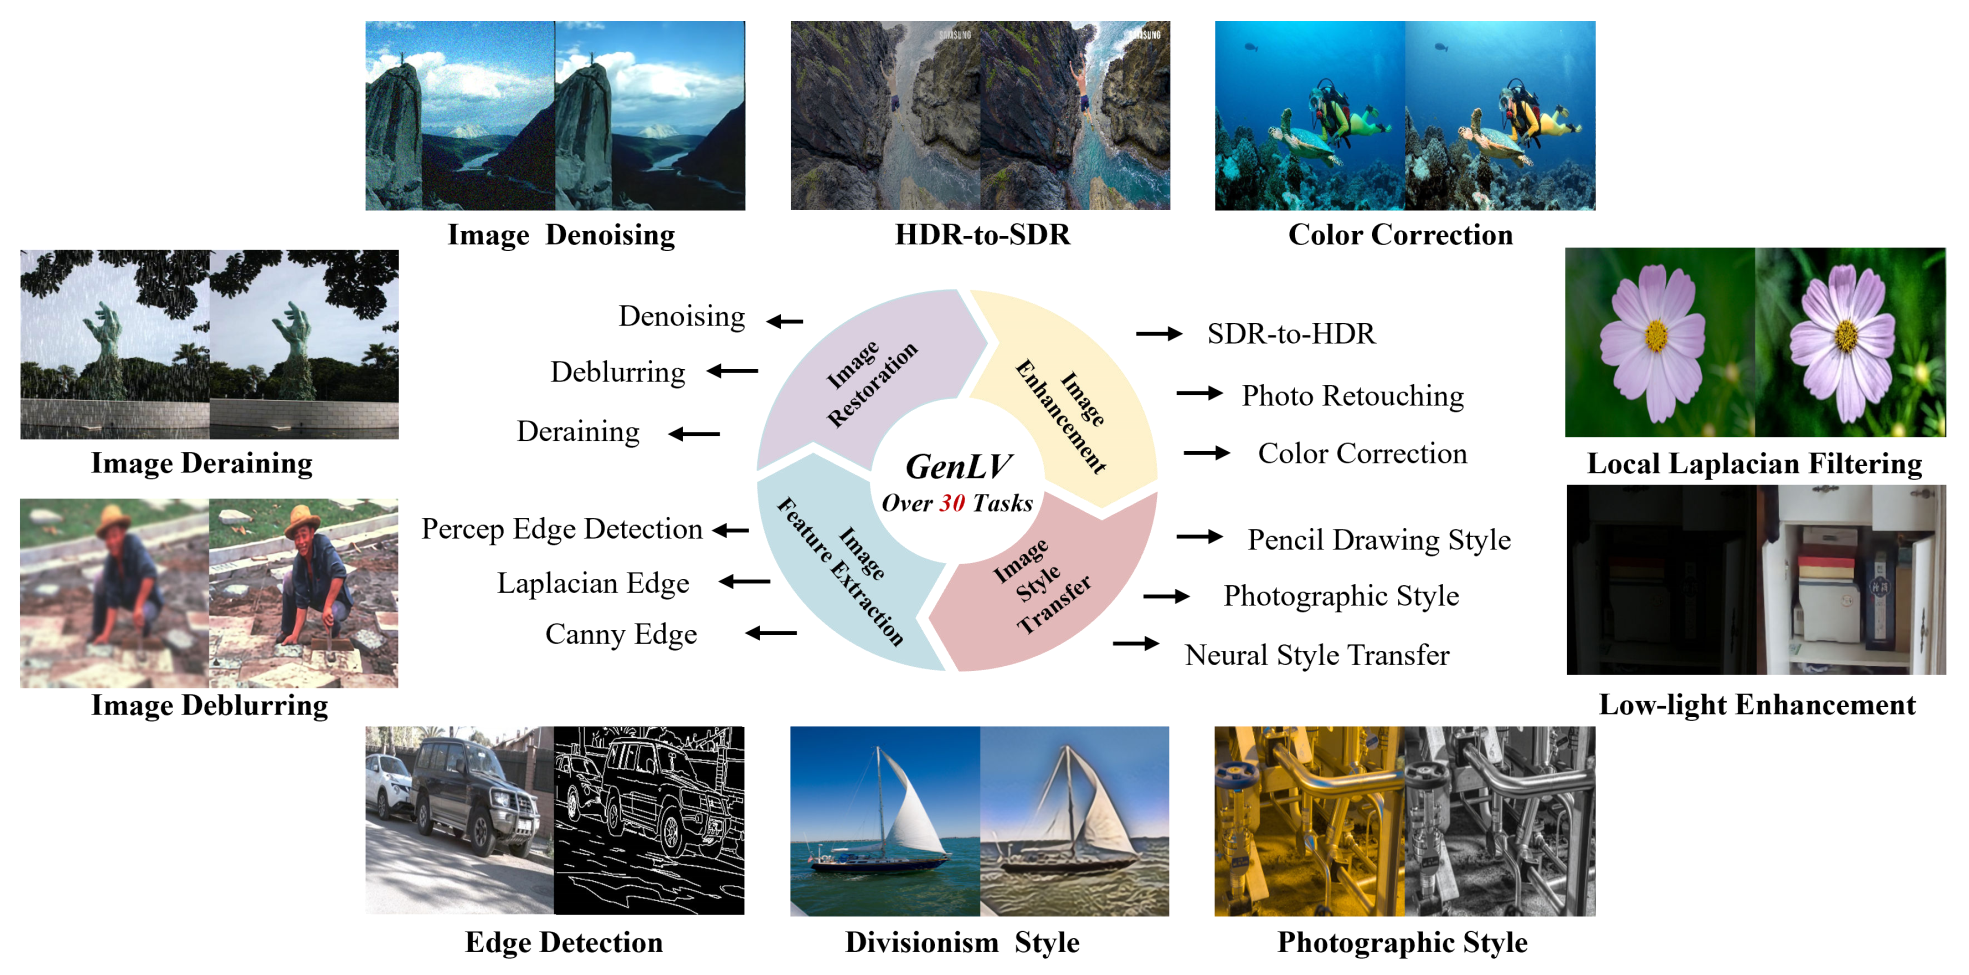 SAMSUNG
SAMSUNG
Image Denoising
HDR-to-SDR
Color Correction
Image Deraining
Image Deblurring
Denoising
Deblurring
Deraining
Percep Edge Detection
Laplacian Edge
Canny Edge
Image
Restoration
Image
Enhancement
GenLV
Over 30 Tasks
Image
Feature Extraction
Image
Style
Transfer
SDR-to-HDR
Photo Retouching
Color Correction
Pencil Drawing Style
Photographic Style
Neural Style Transfer
Local Laplacian Filtering
Low-light Enhancement
Edge Detection
Divisionism Style
Photographic Style